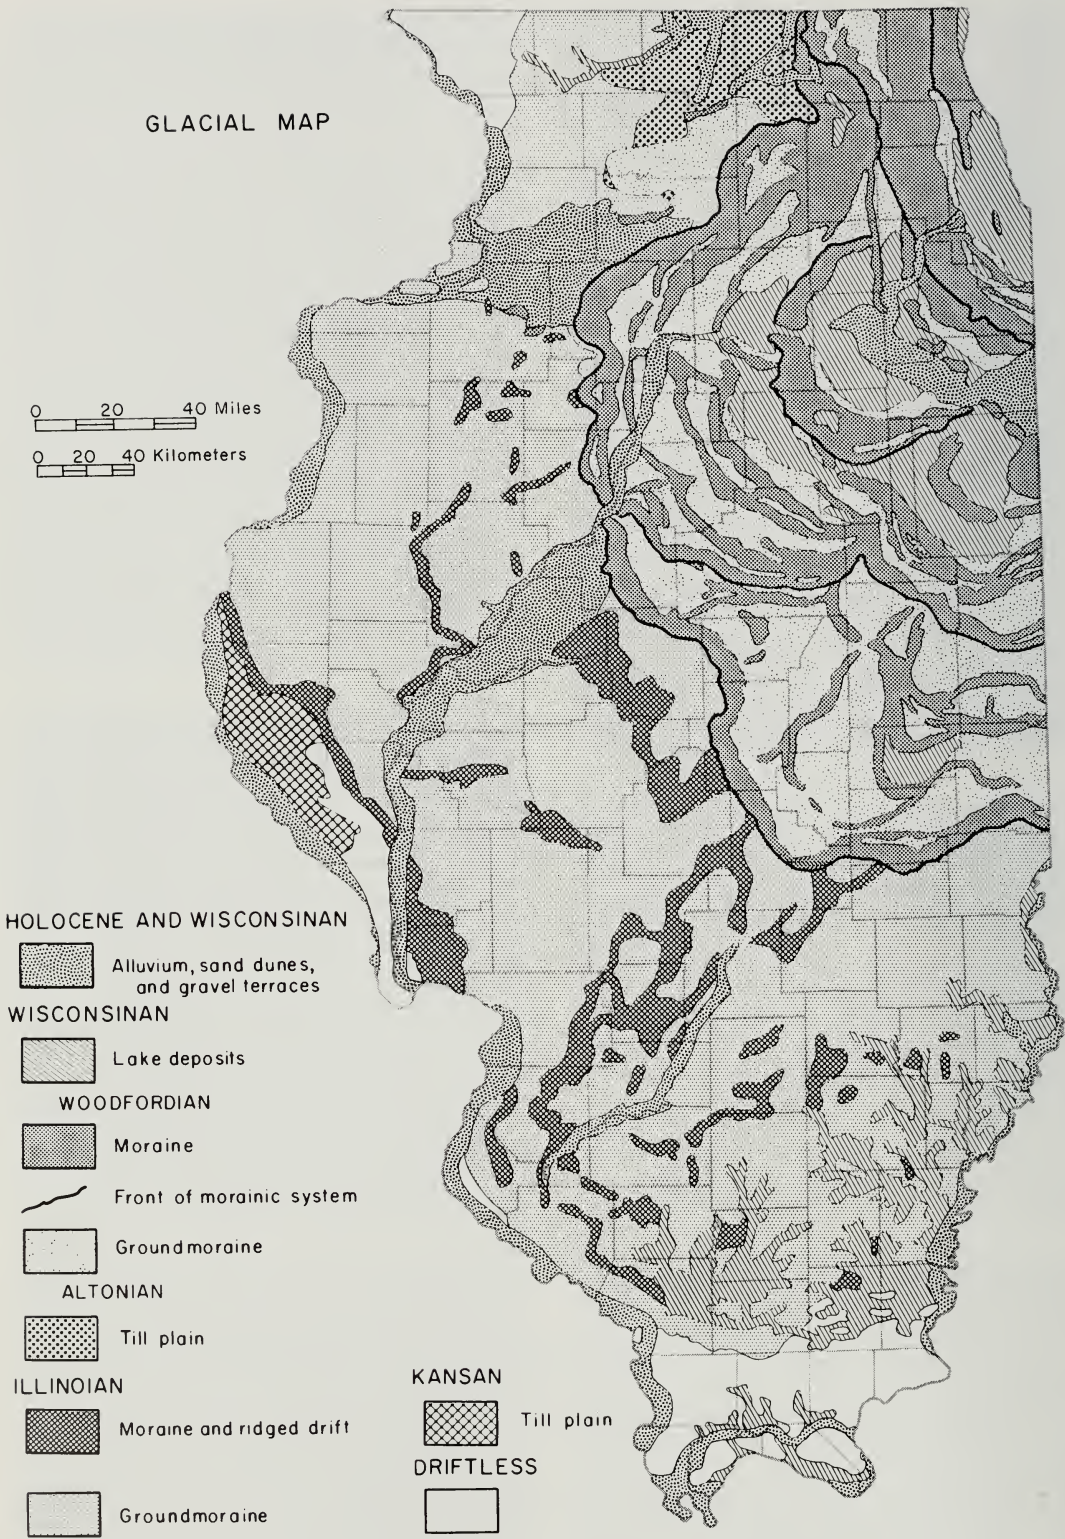 GLACIAL MAP
0 20 40 Miles
0 20 40 Kilometers
HOLOCENE AND WISCONSINAN
Alluvium, sand dunes,
and gravel terraces
WISCONSINAN
Lake deposits
WOODFORDIAN
Moraine
Front of morainic system
Groundmoraine
ALTONIAN
Till plain
ILLINOIAN
Moraine and ridged drift
Groundmoraine
KANSAN
Till plain
DRIFTLESS